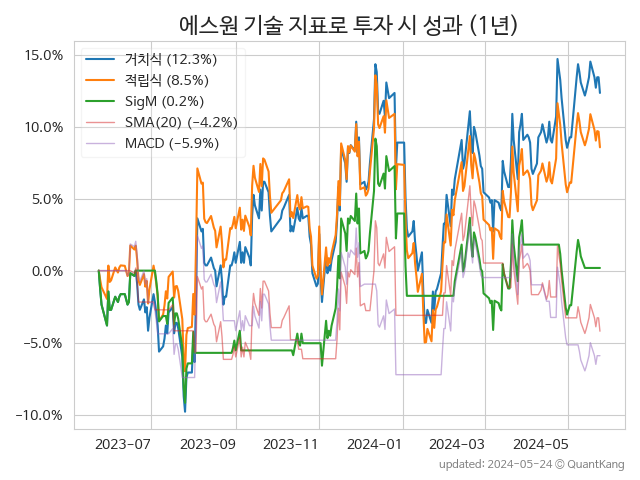 에스원 기술 지표로 투자 시 성과 (1년)
15.0%
10.0%
5.0%
0.0%
−5.0%
−10.0%
거치식 (12.3%)
적립식 (8.5%)
SigM (0.2%)
SMA(20) (−4.2%)
MACD (−5.9%)
2023-07 2023-09 2023-11 2024-01 2024-03 2024-05
updated: 2024-05-24 @ QuantKang